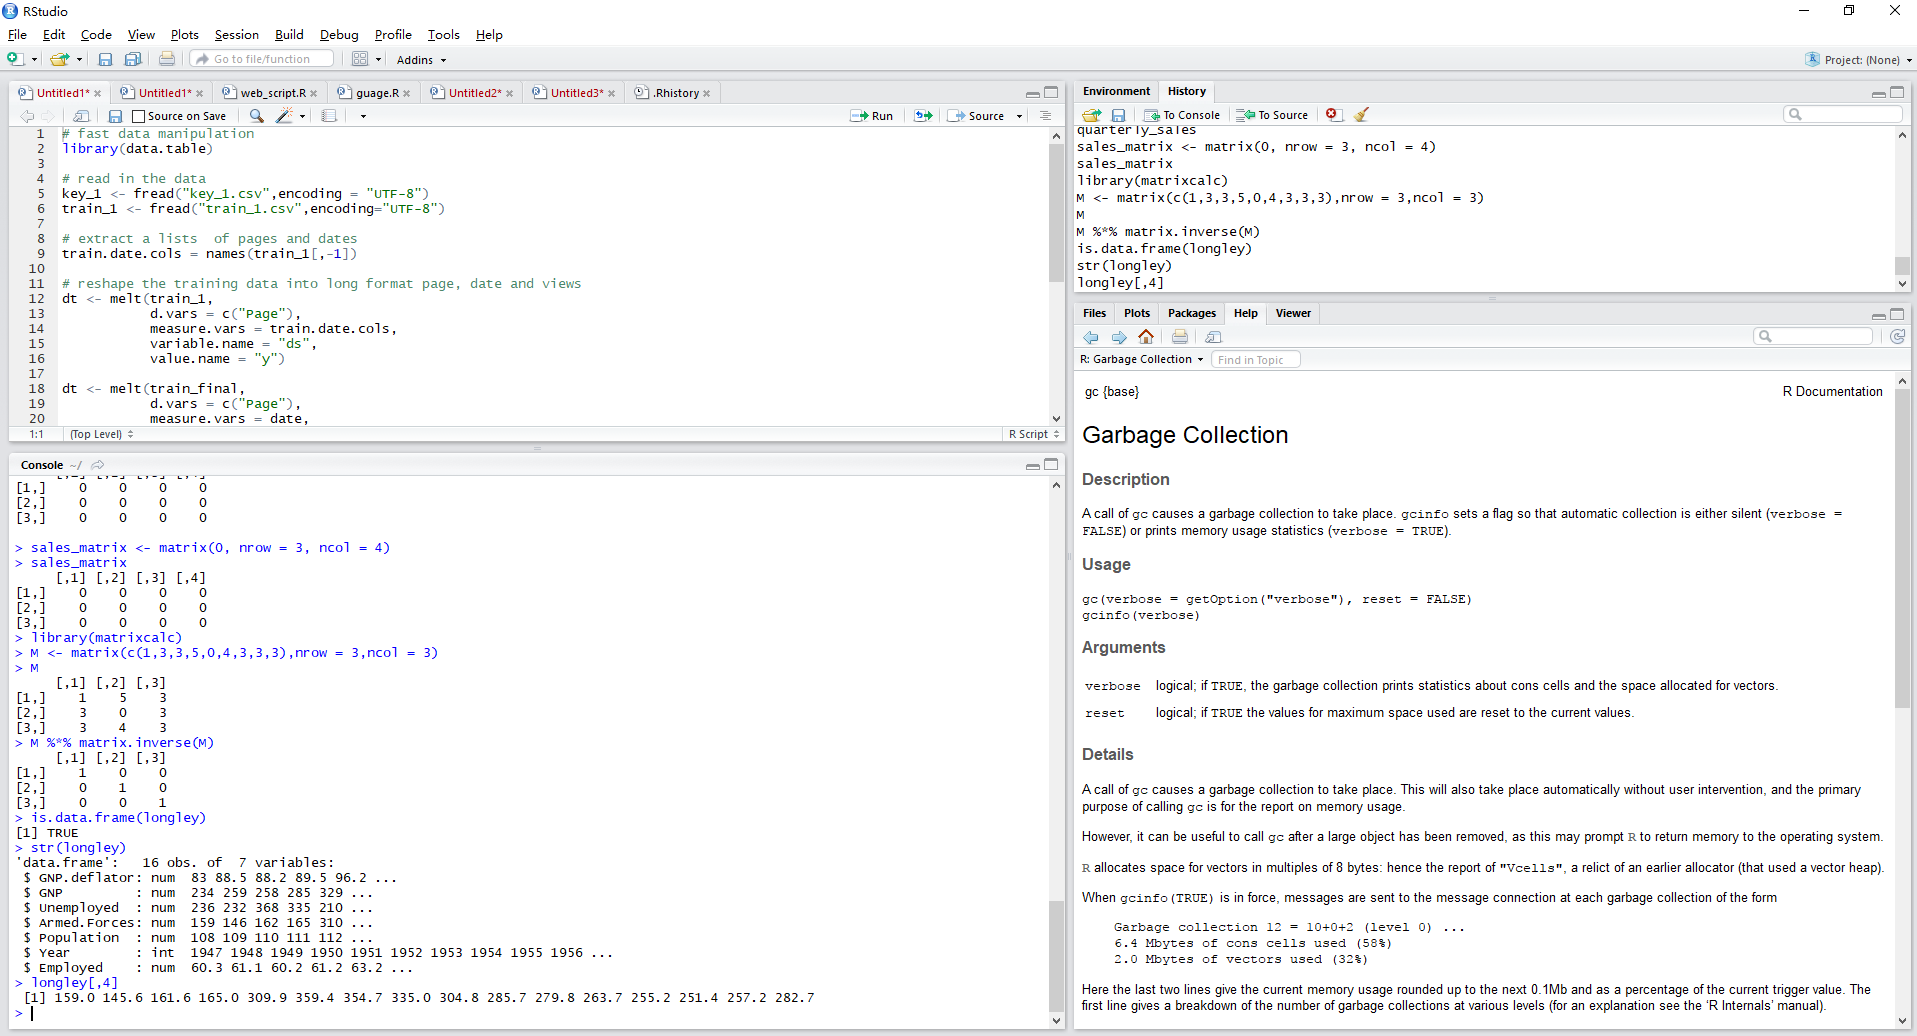 RStudio
File Edit Code View Plots Session Build Debug Profile Tools Help
Go to file/function Addins Project: (None)
Untitled1* Untitled1* web_script.R guage.R Untitled2* Untitled3* .Rhistory
Source on Save Run Source
1 # fast data manipulation
2 library(data.table)
3
4 # read in the data
5 key_1 <- fread("key_1.csv",encoding = "UTF-8")
6 train_1 <- fread("train_1.csv",encoding="UTF-8")
7
8 # extract a lists  of pages and dates
9 train.date.cols = names(train_1[,-1])
10
11 # reshape the training data into long format page, date and views
12 dt <- melt(train_1,
13            d.vars = c("Page"),
14            measure.vars = train.date.cols,
15            variable.name = "ds",
16            value.name = "y")
17
18 dt <- melt(train_final,
19            d.vars = c("Page"),
20            measure.vars = date,
1:1 (Top Level) R Script
Console ~/
[1,]    0    0    0    0
[2,]    0    0    0    0
[3,]    0    0    0    0
> sales_matrix <- matrix(0, nrow = 3, ncol = 4)
> sales_matrix
     [,1] [,2] [,3] [,4]
[1,]    0    0    0    0
[2,]    0    0    0    0
[3,]    0    0    0    0
> library(matrixcalc)
> M <- matrix(c(1,3,3,5,0,4,3,3,3),nrow = 3,ncol = 3)
> M
     [,1] [,2] [,3]
[1,]    1    5    3
[2,]    3    0    3
[3,]    3    4    3
> M %*% matrix.inverse(M)
     [,1] [,2] [,3]
[1,]    1    0    0
[2,]    0    1    0
[3,]    0    0    1
> is.data.frame(longley)
[1] TRUE
> str(longley)
'data.frame':   16 obs. of  7 variables:
 $ GNP.deflator: num  83 88.5 88.2 89.5 96.2 ...
 $ GNP         : num  234 259 258 285 329 ...
 $ Unemployed  : num  236 232 368 335 210 ...
 $ Armed.Forces: num  159 146 162 165 310 ...
 $ Population  : num  108 109 110 111 112 ...
 $ Year        : int  1947 1948 1949 1950 1951 1952 1953 1954 1955 1956 ...
 $ Employed    : num  60.3 61.1 60.2 61.2 63.2 ...
> longley[,4]
 [1] 159.0 145.6 161.6 165.0 309.9 359.4 354.7 335.0 304.8 285.7 279.8 263.7 255.2 251.4 257.2 282.7
>
Environment History
To Console To Source
quarterly_sales
sales_matrix <- matrix(0, nrow = 3, ncol = 4)
sales_matrix
library(matrixcalc)
M <- matrix(c(1,3,3,5,0,4,3,3,3),nrow = 3,ncol = 3)
M
M %*% matrix.inverse(M)
is.data.frame(longley)
str(longley)
longley[,4]
Files Plots Packages Help Viewer
R: Garbage Collection Find in Topic
gc {base} R Documentation
Garbage Collection
Description
A call of gc causes a garbage collection to take place. gcinfo sets a flag so that automatic collection is either silent (verbose =
FALSE) or prints memory usage statistics (verbose = TRUE).
Usage
gc(verbose = getOption("verbose"), reset = FALSE)
gcinfo(verbose)
Arguments
verbose logical; if TRUE, the garbage collection prints statistics about cons cells and the space allocated for vectors.
reset logical; if TRUE the values for maximum space used are reset to the current values.
Details
A call of gc causes a garbage collection to take place. This will also take place automatically without user intervention, and the primary
purpose of calling gc is for the report on memory usage.
However, it can be useful to call gc after a large object has been removed, as this may prompt R to return memory to the operating system.
R allocates space for vectors in multiples of 8 bytes: hence the report of "Vcells", a relict of an earlier allocator (that used a vector heap).
When gcinfo(TRUE) is in force, messages are sent to the message connection at each garbage collection of the form
Garbage collection 12 = 10+0+2 (level 0) ...
6.4 Mbytes of cons cells used (58%)
2.0 Mbytes of vectors used (32%)
Here the last two lines give the current memory usage rounded up to the next 0.1Mb and as a percentage of the current trigger value. The
first line gives a breakdown of the number of garbage collections at various levels (for an explanation see the ‘R Internals’ manual).